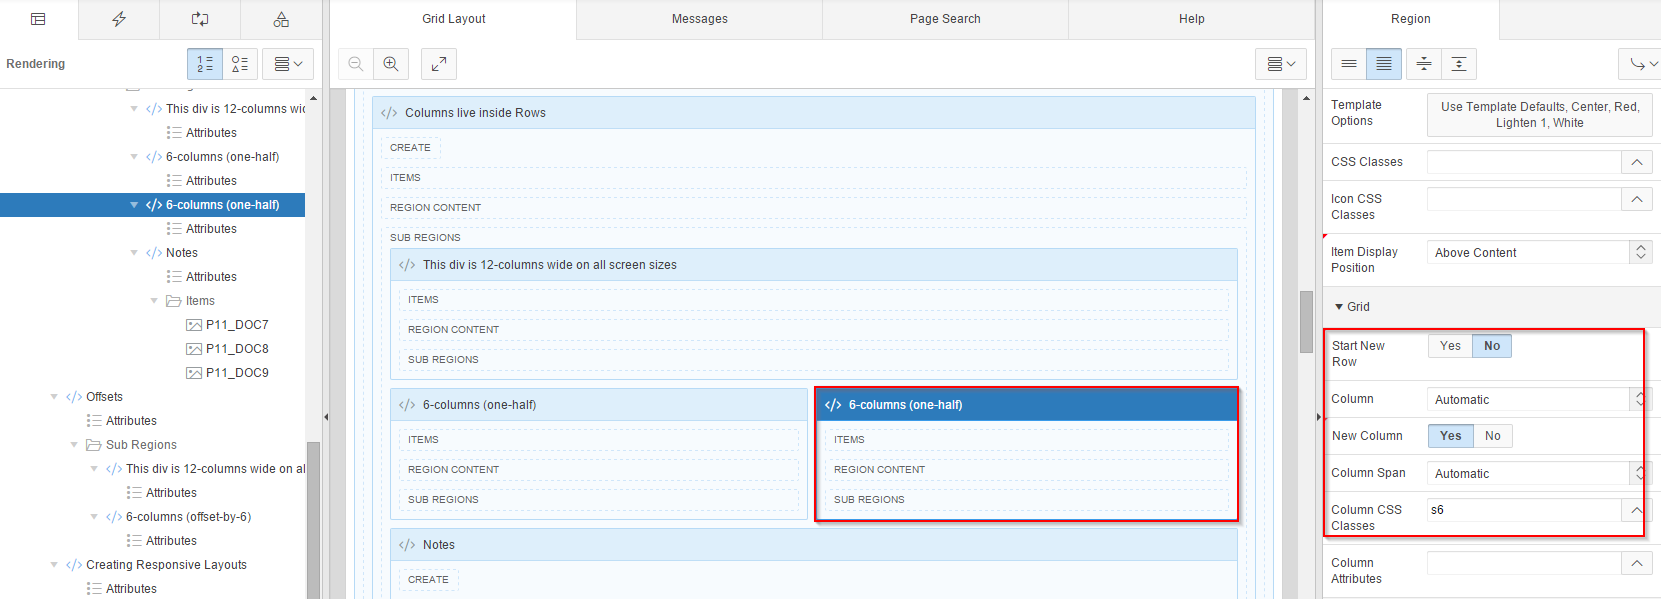 Rendering
This div is 12-columns wid
Attributes
6-columns (one-half)
Attributes
6-columns (one-half)
Attributes
Notes
Attributes
Items
P11_DOC7
P11_DOC8
P11_DOC9
Offsets
Attributes
Sub Regions
This div is 12-columns wide on al
Attributes
6-columns (offset-by-6)
Attributes
Creating Responsive Layouts
Attributes
Grid Layout
Messages
Page Search
Help
Columns live inside Rows
CREATE
ITEMS
REGION CONTENT
SUB REGIONS
This div is 12-columns wide on all screen sizes
ITEMS
REGION CONTENT
SUB REGIONS
6-columns (one-half)
ITEMS
REGION CONTENT
SUB REGIONS
6-columns (one-half)
ITEMS
REGION CONTENT
SUB REGIONS
Notes
CREATE
Region
Template
Options
Use Template Defaults, Center, Red,
Lighten 1, White
CSS Classes
Icon CSS
Classes
Item Display
Position
Above Content
Grid
Start New
Row
Yes No
Column
Automatic
New Column
Yes No
Column Span
Automatic
Column CSS
Classes
s6
Column
Attributes